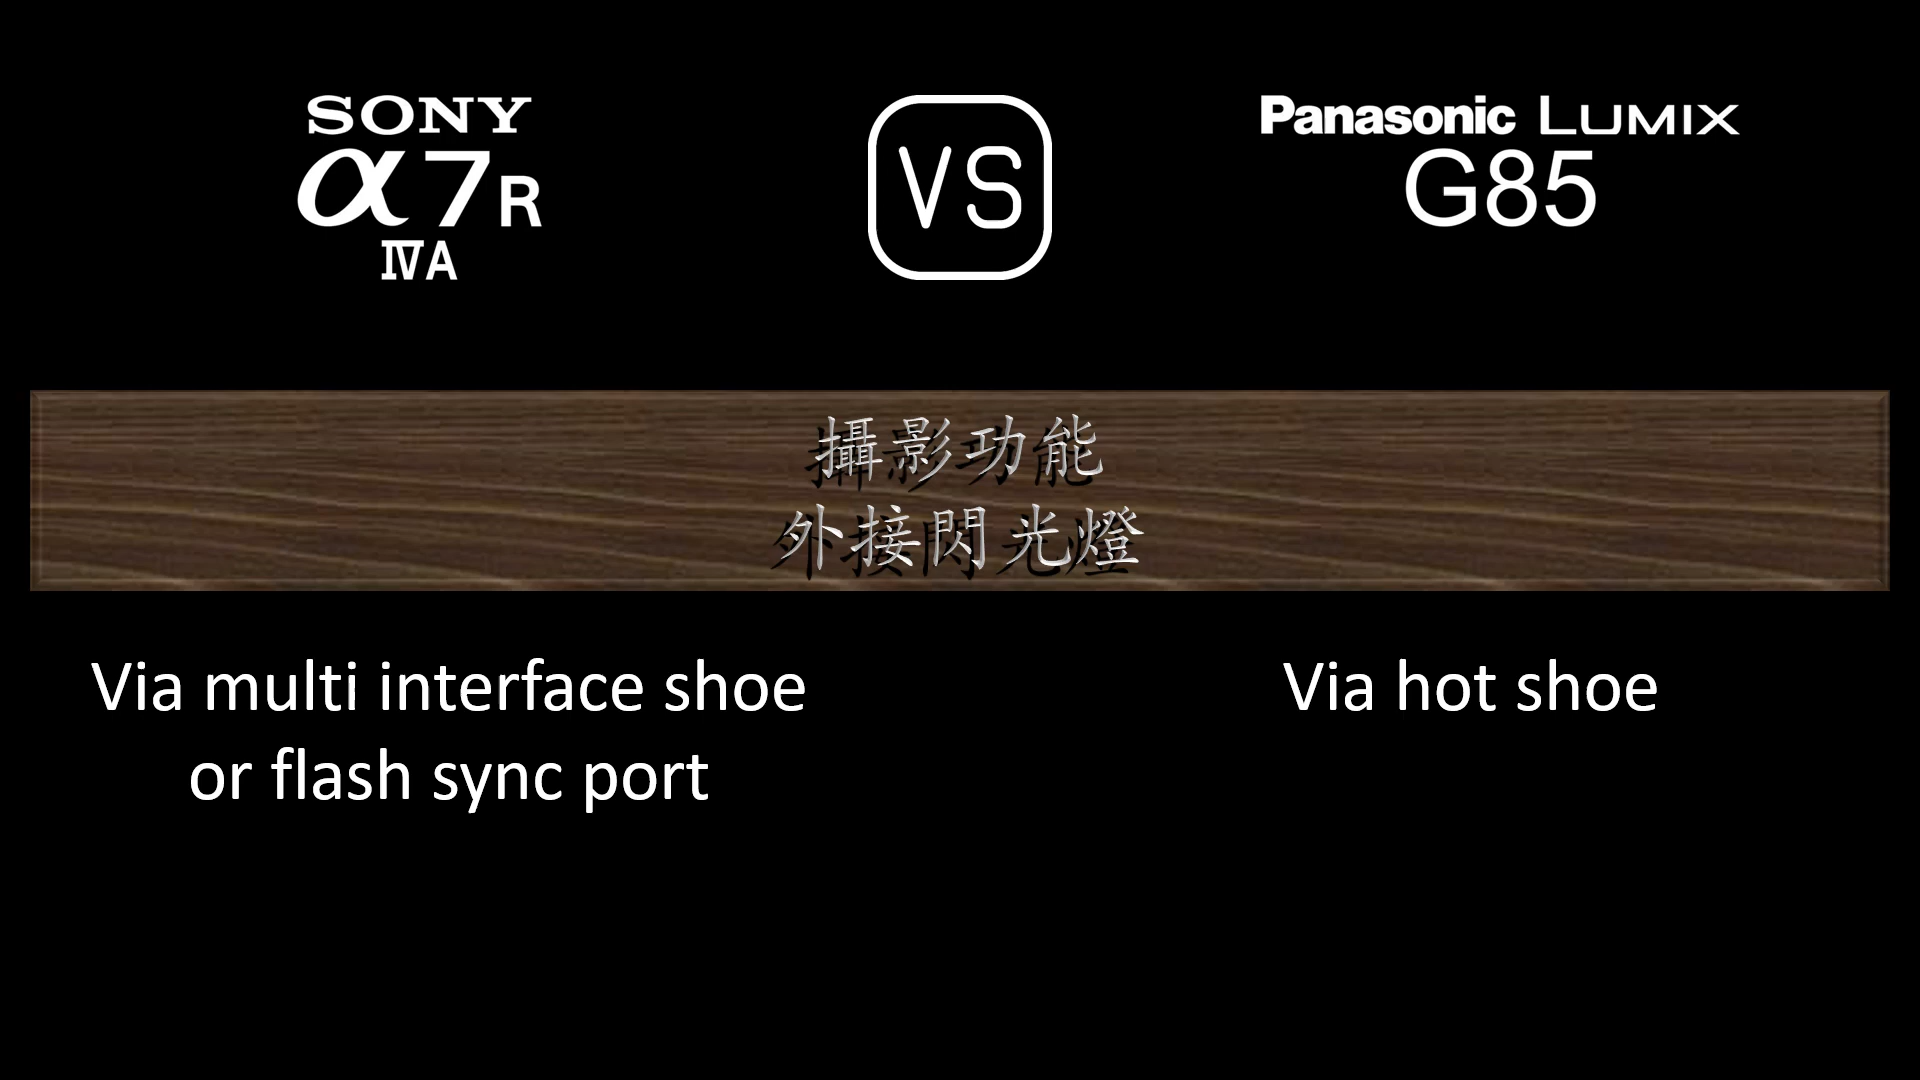 SONY
α7R
IVA
VS
Panasonic LUMIX
G85
攝影功能
外接閃光燈
Via multi interface shoe
or flash sync port
Via hot shoe